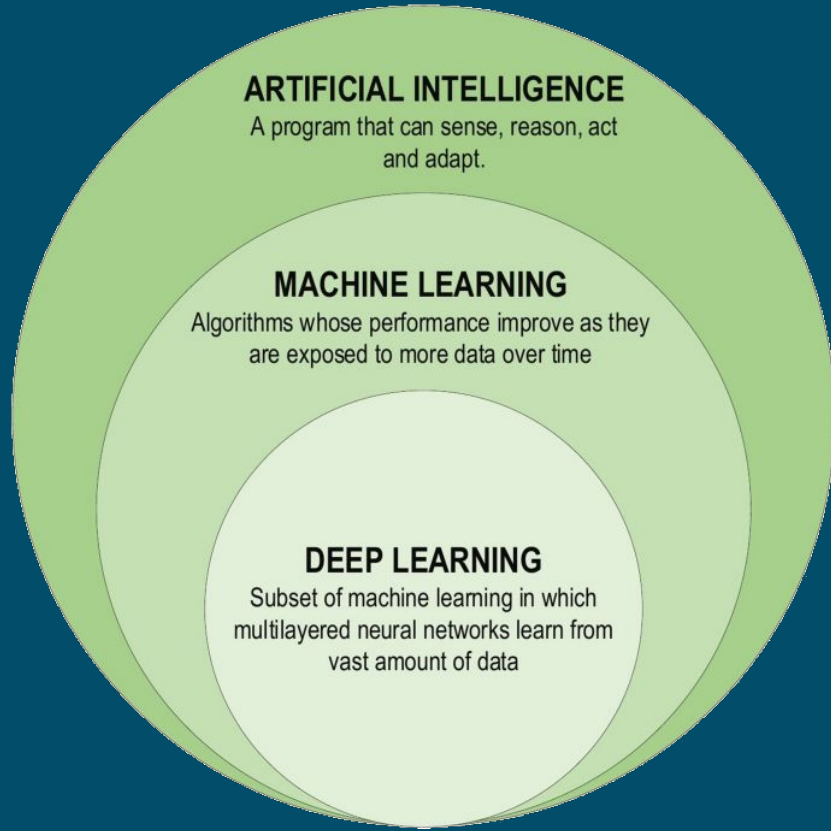 ARTIFICIAL INTELLIGENCE
A program that can sense, reason, act
and adapt.
MACHINE LEARNING
Algorithms whose performance improve as they
are exposed to more data over time
DEEP LEARNING
Subset of machine learning in which
multilayered neural networks learn from
vast amount of data